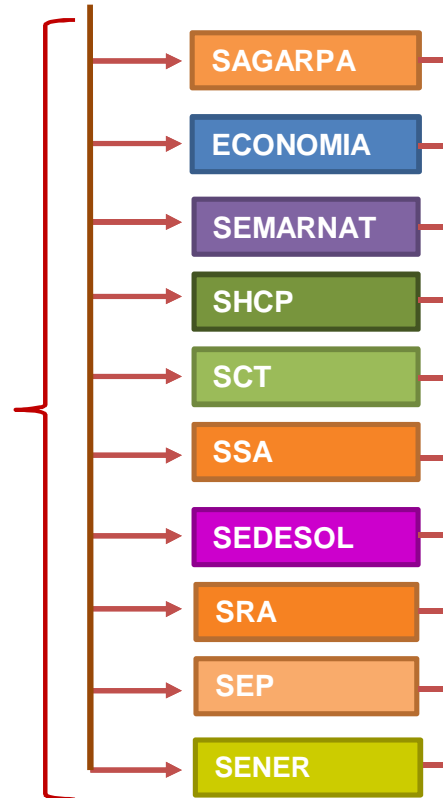 SAGARPA
ECONOMIA
SEMARNAT
SHCP
SCT
SSA
SEDESOL
SRA
SEP
SENER